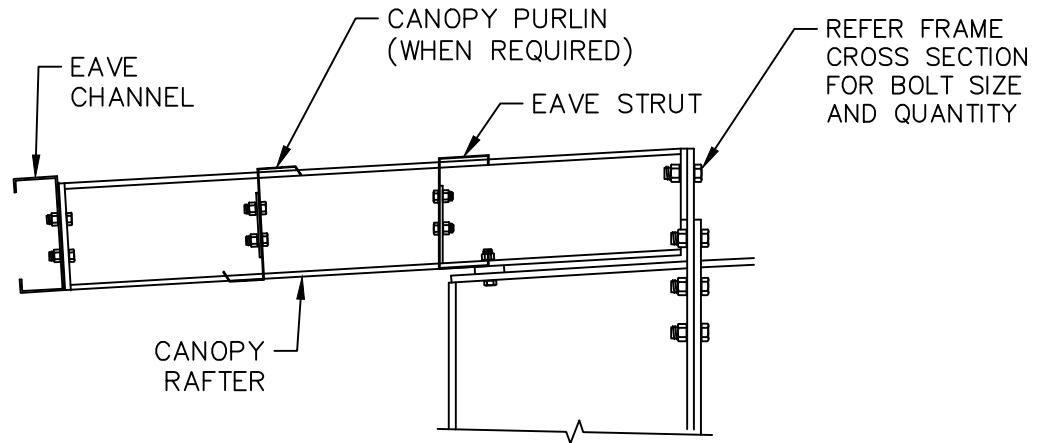 CANOPY PURLIN
(WHEN REQUIRED)
REFER FRAME
CROSS SECTION
FOR BOLT SIZE
AND QUANTITY
EAVE
CHANNEL
EAVE STRUT
CANOPY
RAFTER